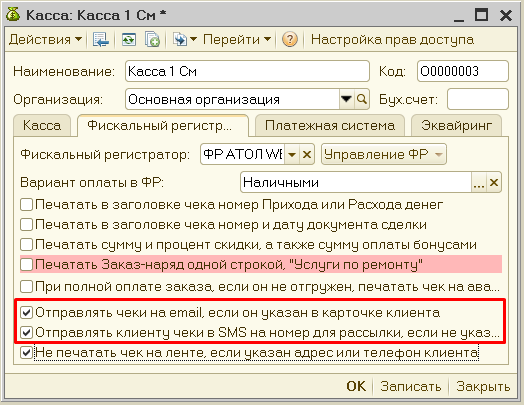 Касса: Касса 1 См *
Действия Перейти ? Настройка прав доступа
Наименование: Касса 1 См Код: О0000003
Организация: Основная организация Бух.счет:
Касса Фискальный регистр... Платежная система Эквайринг
Фискальный регистратор: ФР АТОЛ WE Управление ФР
Вариант оплаты в ФР: Наличными ... x
Печатать в заголовке чека номер Прихода или Расхода денег
Печатать в заголовке чека номер и дату документа сделки
Печатать сумму и процент скидки, а также сумму оплаты бонусами
Печатать Заказ-наряд одной строкой, "Услуги по ремонту"
При полной оплате заказа, если он не отгружен, печатать чек на ава...
Отправлять чеки на email, если он указан в карточке клиента
Отправлять клиенту чеки в SMS на номер для рассылки, если не указ...
Не печатать чек на ленте, если указан адрес или телефон клиента
OK Записать Закрыть